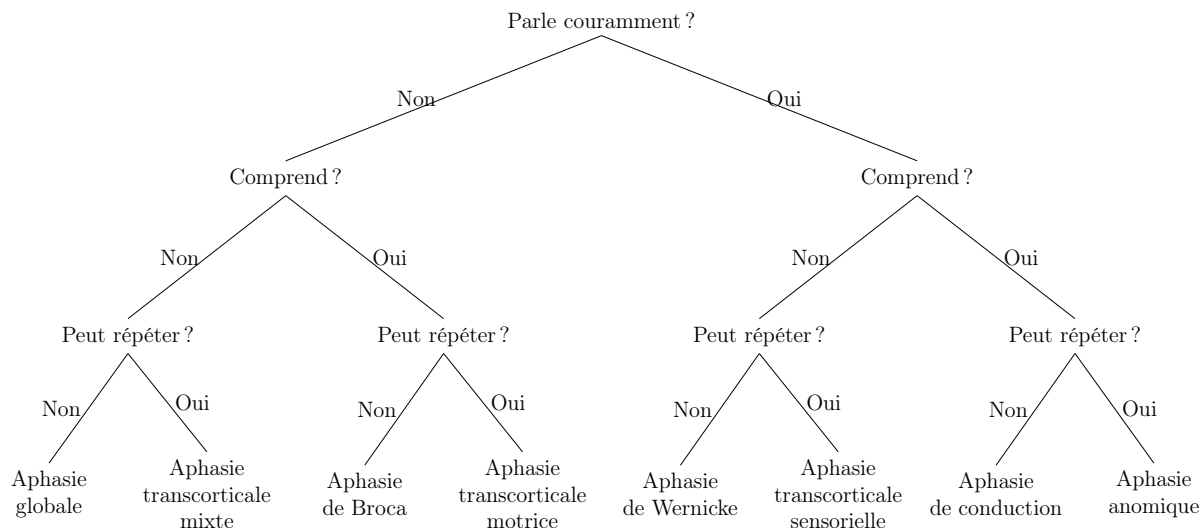 Parle couramment ?
Non
Oui
Comprend ?
Comprend ?
Non
Oui
Non
Oui
Peut répéter ?
Peut répéter ?
Peut répéter ?
Peut répéter ?
Non
Oui
Non
Oui
Non
Oui
Non
Oui
Aphasie
globale
Aphasie
transcorticale
mixte
Aphasie
de Broca
Aphasie
transcorticale
motrice
Aphasie
de Wernicke
Aphasie
transcorticale
sensorielle
Aphasie
de conduction
Aphasie
anomique